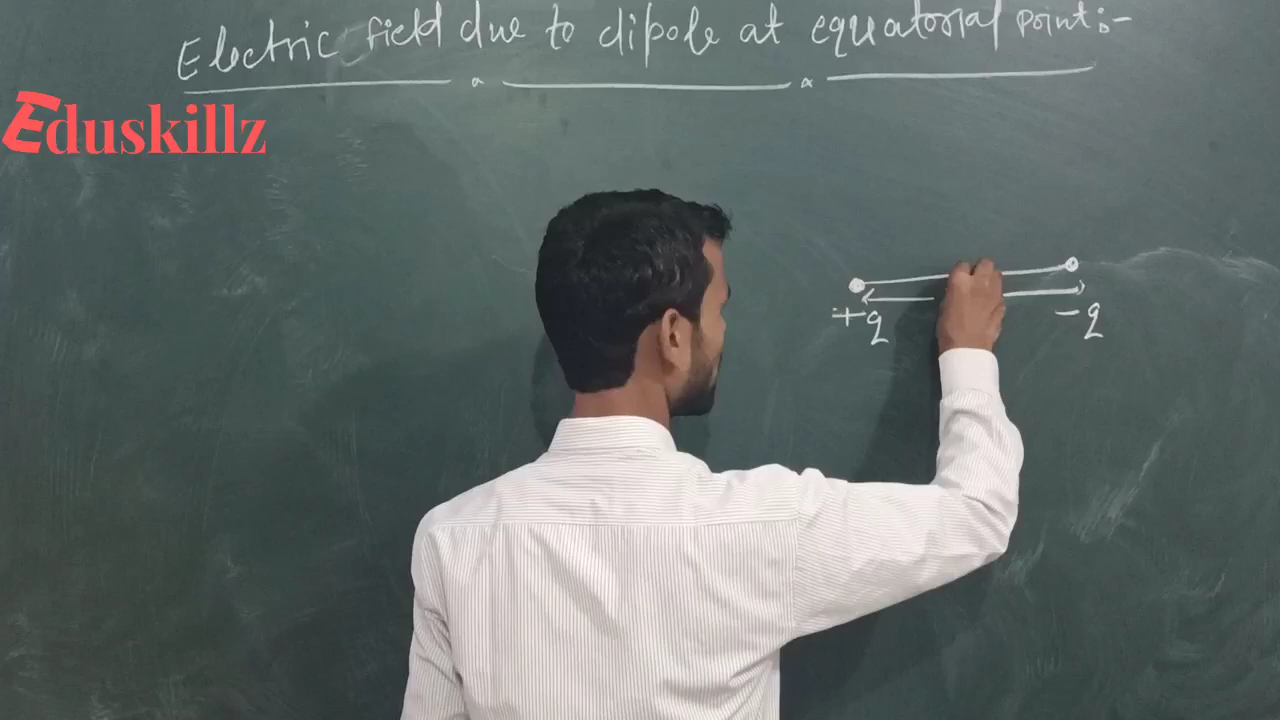 Electric field due to dipole at equatorial point:-
Eduskillz
+q -q